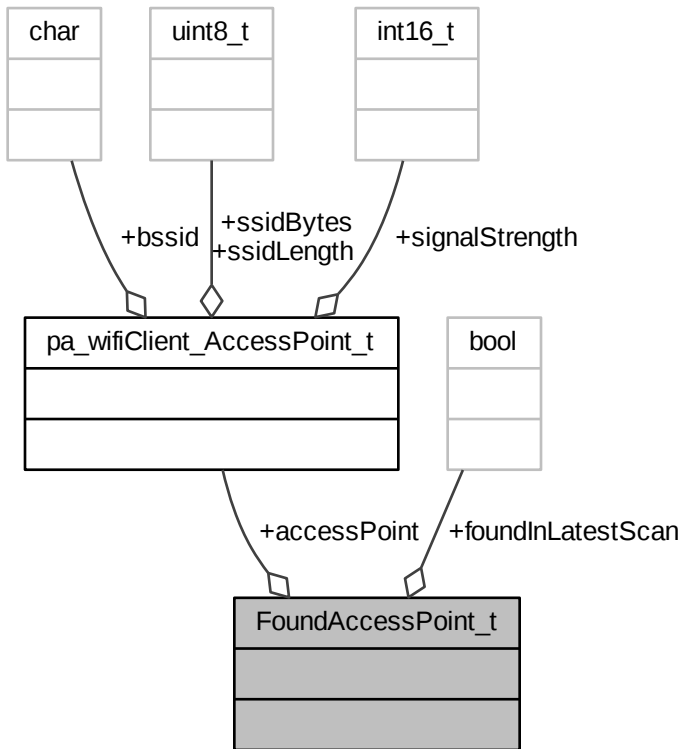 char
uint8_t
int16_t
+bssid
+ssidBytes
+ssidLength
+signalStrength
pa_wifiClient_AccessPoint_t
bool
+accessPoint
+foundInLatestScan
FoundAccessPoint_t